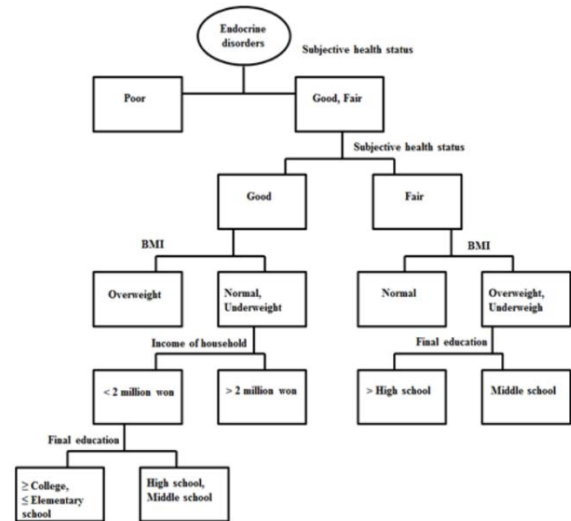 Endocrine
disorders
Subjective health status
Poor
Good, Fair
Subjective health status
Good
Fair
BMI
BMI
Overweight
Normal,
Underweight
Normal
Overweight,
Underweigh
Income of household
Final education
< 2 million won
> 2 million won
> High school
Middle school
Final education
≥ College,
≤ Elementary
school
High school,
Middle school